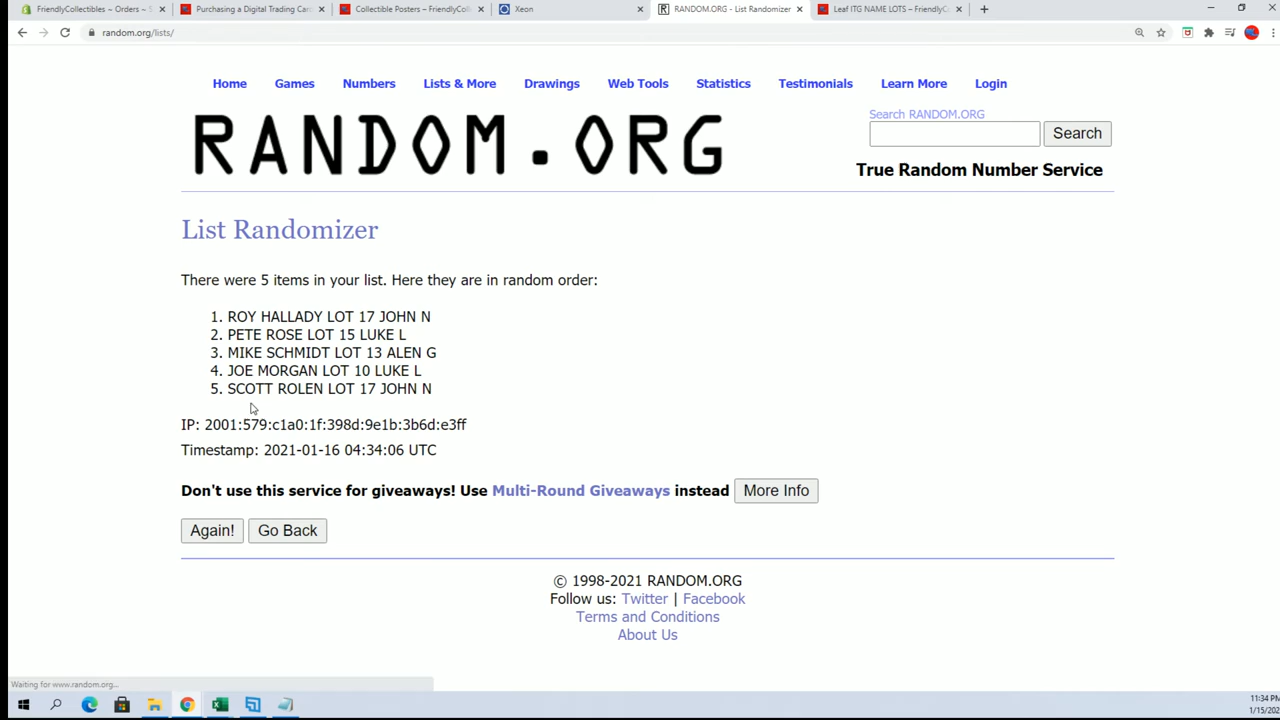 FriendlyCollectibles ~ Orders ~ S
Purchasing a Digital Trading Car
Collectible Posters – FriendlyCol
Xeon
RANDOM.ORG - List Randomizer
Leaf ITG NAME LOTS – FriendlyC
random.org/lists/
Home Games Numbers Lists & More Drawings Web Tools Statistics Testimonials Learn More Login
RANDOM.ORG
Search RANDOM.ORG
Search
True Random Number Service
List Randomizer
There were 5 items in your list. Here they are in random order:
1. ROY HALLADY LOT 17 JOHN N
2. PETE ROSE LOT 15 LUKE L
3. MIKE SCHMIDT LOT 13 ALEN G
4. JOE MORGAN LOT 10 LUKE L
5. SCOTT ROLEN LOT 17 JOHN N
IP: 2001:579:c1a0:1f:398d:9e1b:3b6d:e3ff
Timestamp: 2021-01-16 04:34:06 UTC
Don't use this service for giveaways! Use Multi-Round Giveaways instead More Info
Again! Go Back
© 1998-2021 RANDOM.ORG
Follow us: Twitter | Facebook
Terms and Conditions
About Us
Waiting for www.random.org...
11:34 PM
1/15/202